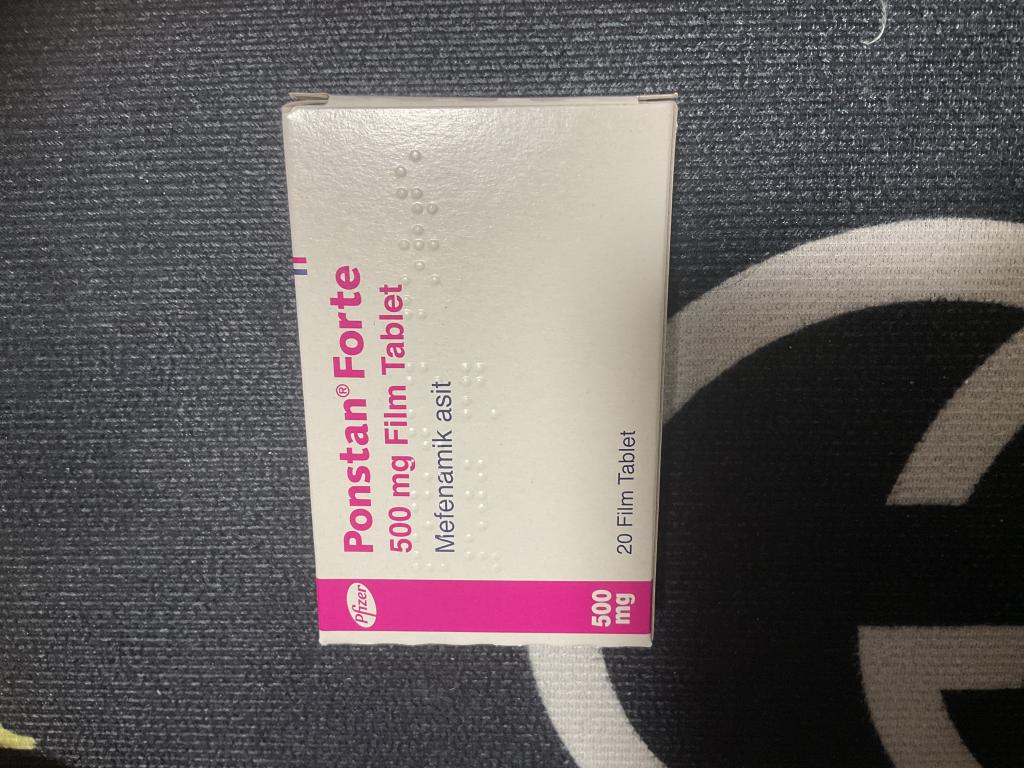 Ponstan® Forte
500 mg Film Tablet
Mefenamik asit
20 Film Tablet
Pfizer
500
mg